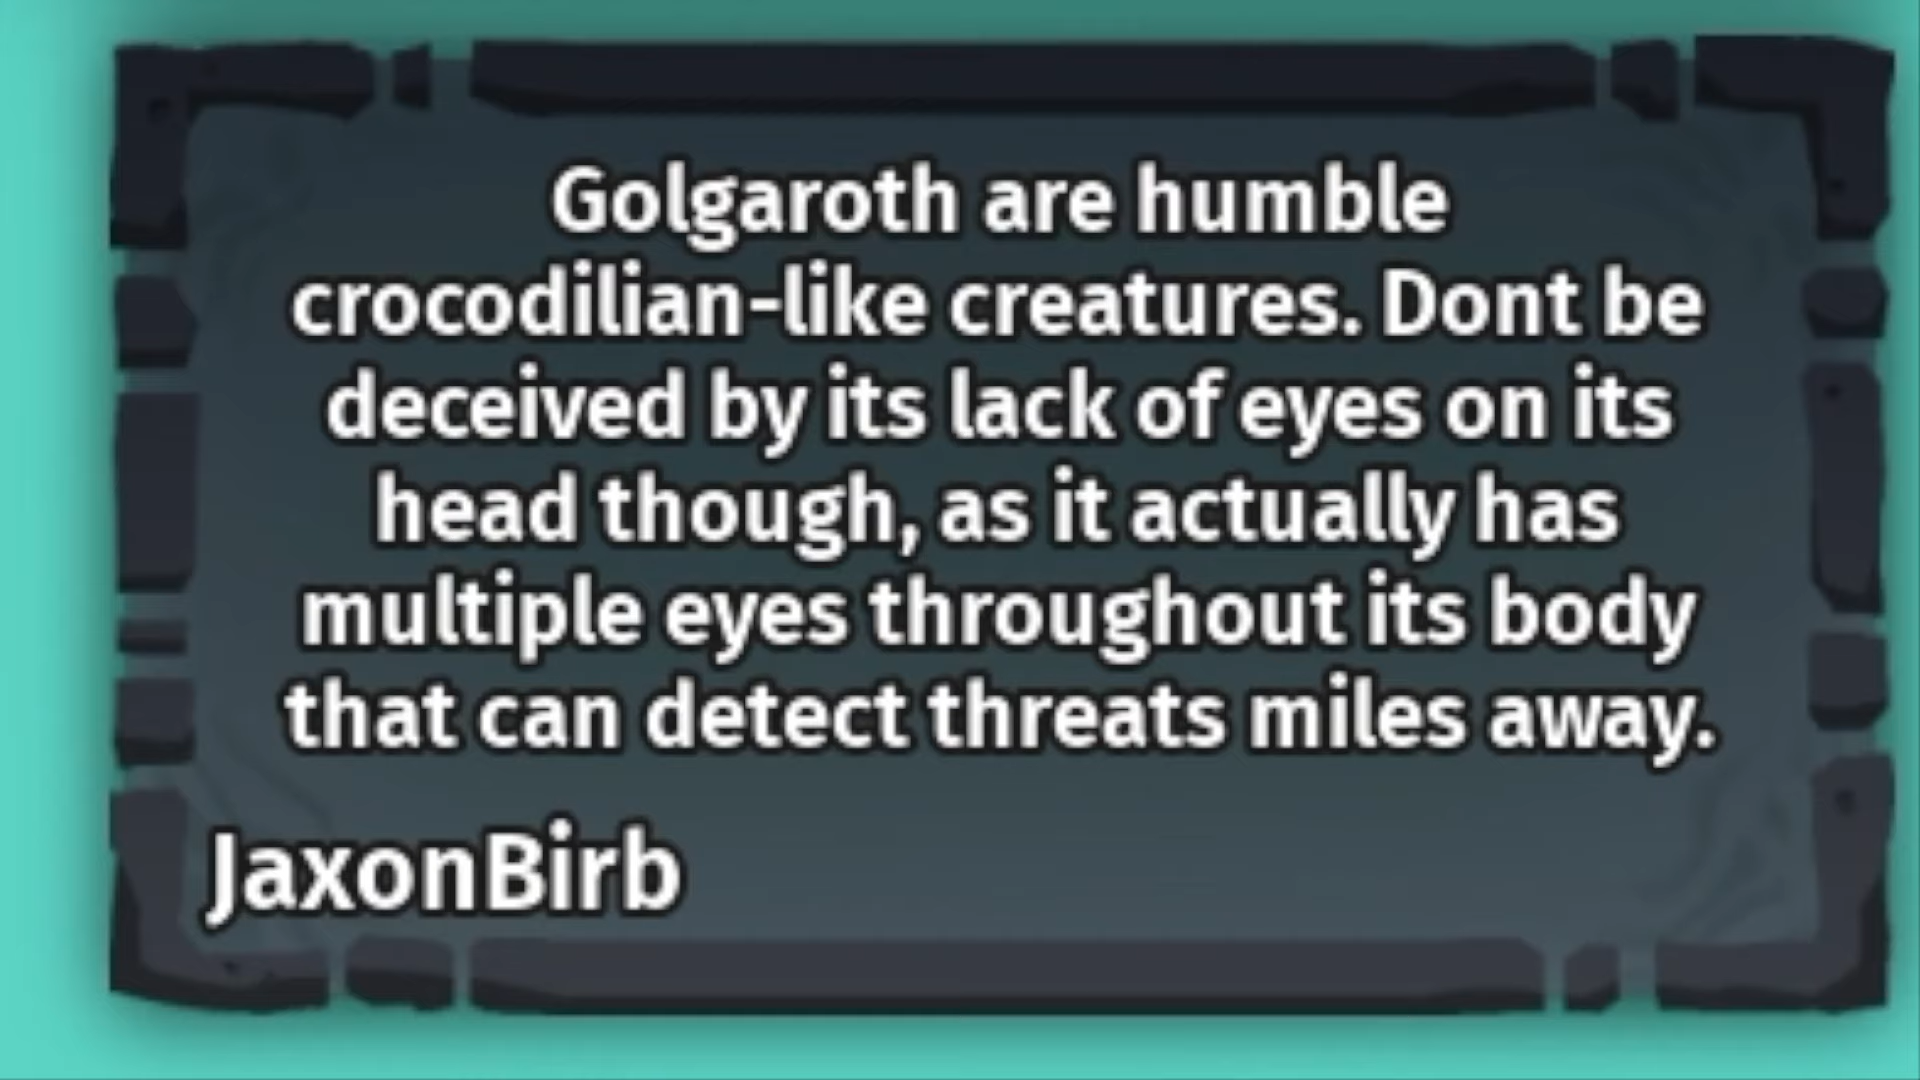 Golgaroth are humble
crocodilian-like creatures. Dont be
deceived by its lack of eyes on its
head though, as it actually has
multiple eyes throughout its body
that can detect threats miles away.
JaxonBirb